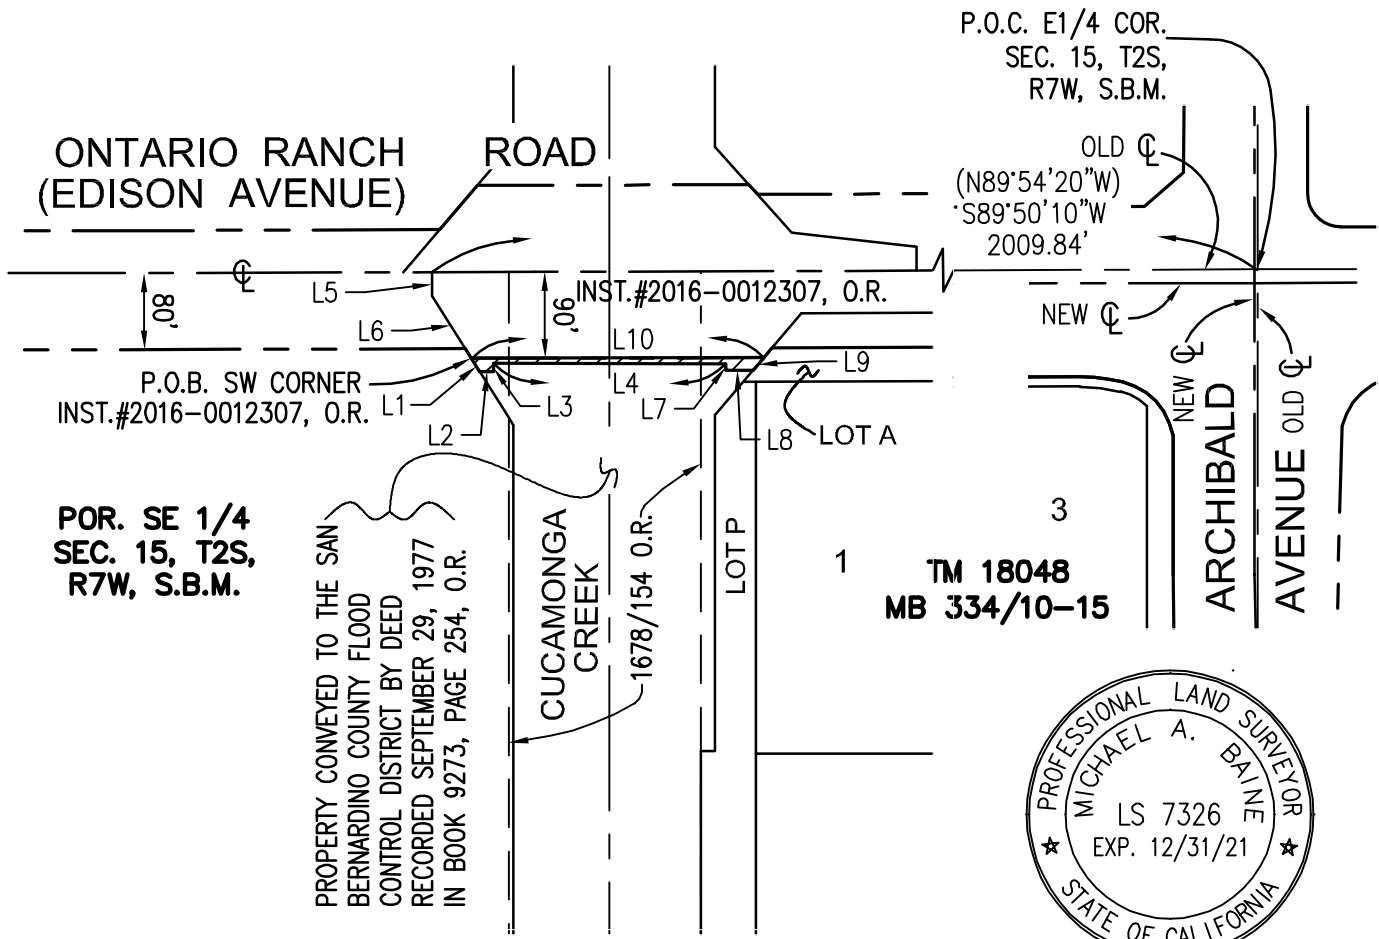 P.O.C. E1/4 COR.
SEC. 15, T2S,
R7W, S.B.M.
ONTARIO RANCH ROAD
(EDISON AVENUE)
OLD ℄
(N89°54'20"W)
S89°50'10"W
2009.84'
℄
L5
INST.#2016-0012307, O.R.
80'
90'
NEW ℄
L6
L10
P.O.B. SW CORNER
INST.#2016-0012307, O.R.
L1
L2
L3
L4
L7
L9
L8
LOT A
NEW ℄
OLD ℄
ARCHIBALD
AVENUE
POR. SE 1/4
SEC. 15, T2S,
R7W, S.B.M.
PROPERTY CONVEYED TO THE SAN
BERNARDINO COUNTY FLOOD
CONTROL DISTRICT BY DEED
RECORDED SEPTEMBER 29, 1977
IN BOOK 9273, PAGE 254, O.R.
CUCAMONGA
CREEK
1678/154 O.R.
LOT P
1
3
TM 18048
MB 334/10-15
PROFESSIONAL LAND SURVEYOR
MICHAEL A. BAINE
LS 7326
EXP. 12/31/21
STATE OF CALIFORNIA